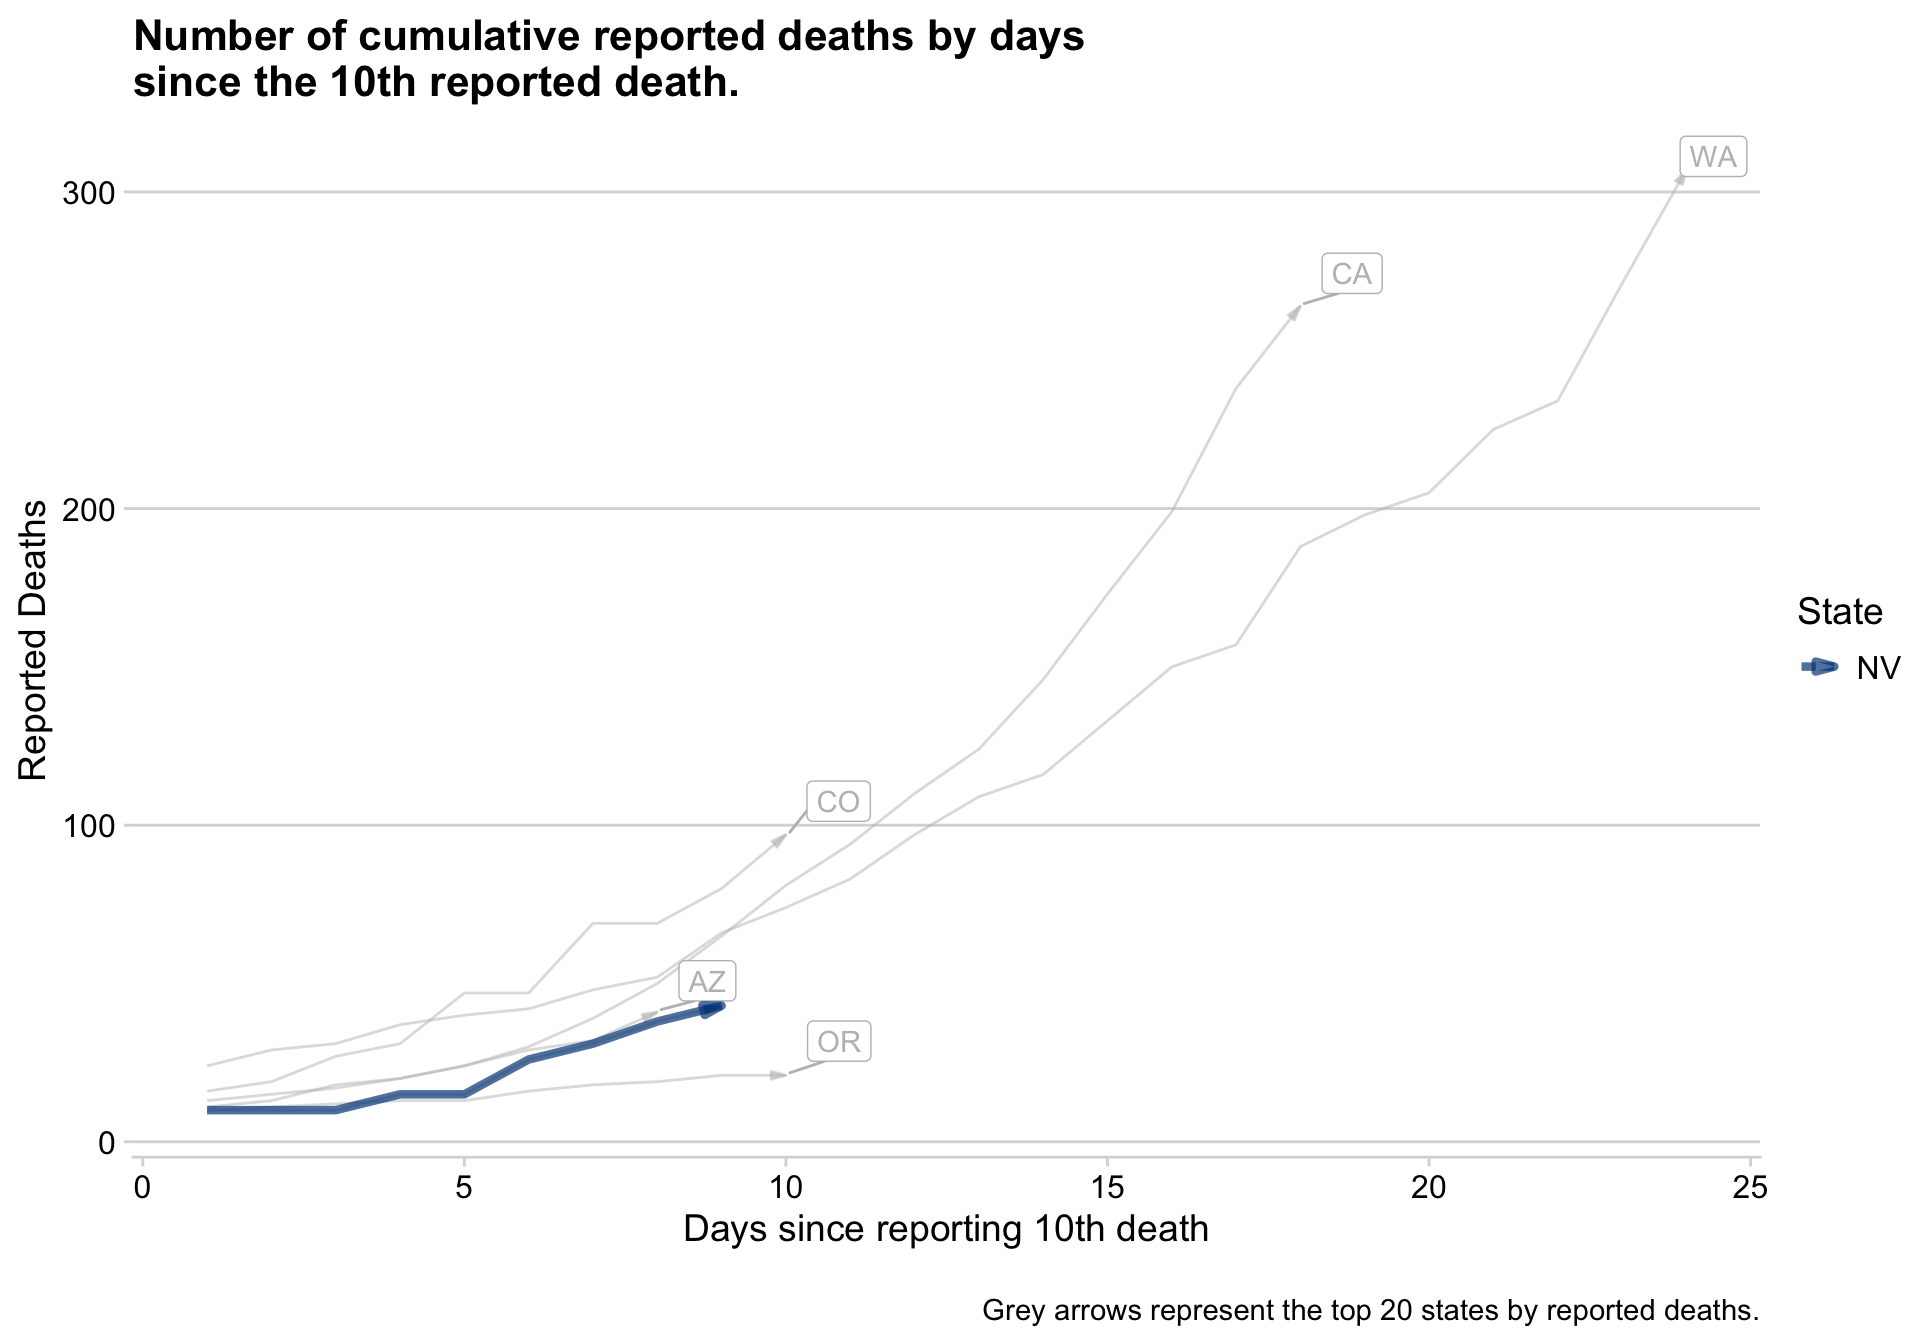 Number of cumulative reported deaths by days
since the 10th reported death.
WA
300
CA
200
Reported Deaths
State
NV
CO
100
AZ
OR
0
0 5 10 15 20 25
Days since reporting 10th death
Grey arrows represent the top 20 states by reported deaths.